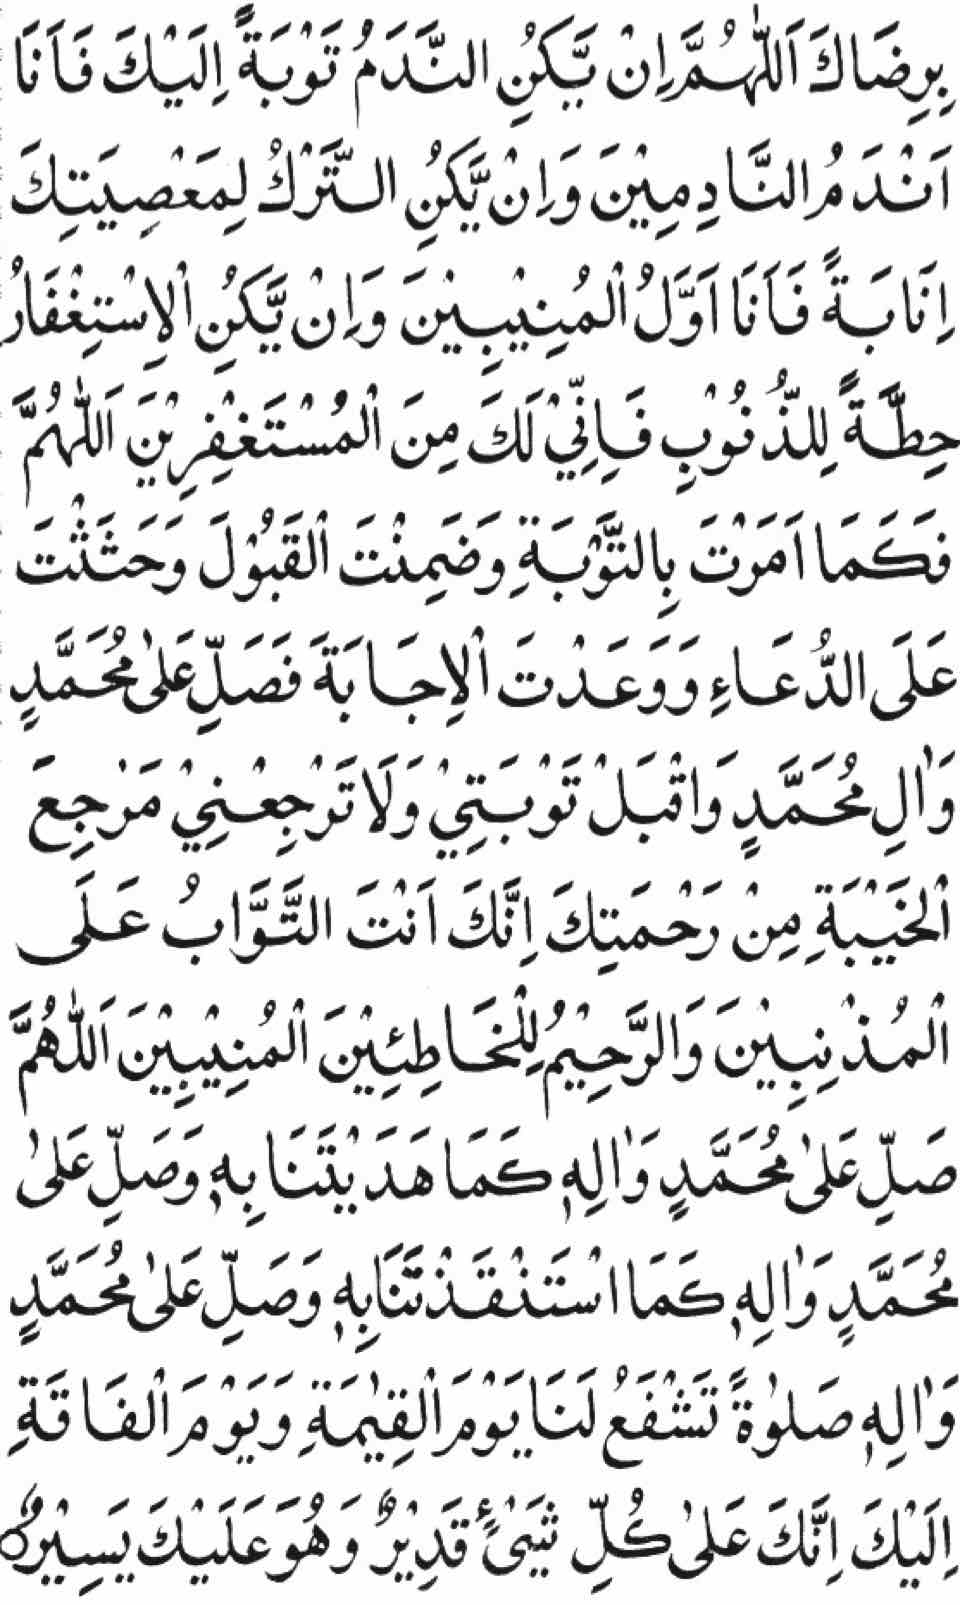 بِرِضَاكَ اَللّٰهُمَّ اِنْ يَّكُنِ النَّدَمُ تَوْبَةً اِلَيْكَ فَاَنَا
اَنْدَمُ النَّادِمِيْنَ وَاِنْ يَّكُنِ التَّرْكُ لِمَعْصِيَتِكَ
اِنَابَةً فَاَنَا اَوَّلُ الْمُنِيْبِيْنَ وَاِنْ يَّكُنِ الْاِسْتِغْفَارُ
حِطَّةً لِلذُّنُوْبِ فَاِنِّيْ لَكَ مِنَ الْمُسْتَغْفِرِيْنَ اَللّٰهُمَّ
فَكَمَا اَمَرْتَ بِالتَّوْبَةِ وَضَمِنْتَ الْقَبُوْلَ وَحَثَثْتَ
عَلَى الدُّعَاءِ وَوَعَدْتَ الْاِجَابَةَ فَصَلِّ عَلٰى مُحَمَّدٍ
وَاٰلِ مُحَمَّدٍ وَاقْبَلْ تَوْبَتِيْ وَلَا تَرْجِعْنِيْ مَرْجِعَ
الْخَيْبَةِ مِنْ رَحْمَتِكَ اِنَّكَ اَنْتَ التَّوَّابُ عَلَى
الْمُذْنِبِيْنَ وَالرَّحِيْمُ لِلْخَاطِئِيْنَ الْمُنِيْبِيْنَ اَللّٰهُمَّ
صَلِّ عَلٰى مُحَمَّدٍ وَاٰلِهٖ كَمَا هَدَيْتَنَا بِهٖ وَصَلِّ عَلٰى
مُحَمَّدٍ وَاٰلِهٖ كَمَا اسْتَنْقَذْتَنَا بِهٖ وَصَلِّ عَلٰى مُحَمَّدٍ
وَاٰلِهٖ صَلٰوةً تَشْفَعُ لَنَا يَوْمَ الْقِيٰمَةِ وَيَوْمَ الْفَاقَةِ
اِلَيْكَ اِنَّكَ عَلٰى كُلِّ شَيْءٍ قَدِيْرٌ وَهُوَ عَلَيْكَ يَسِيْرٌ